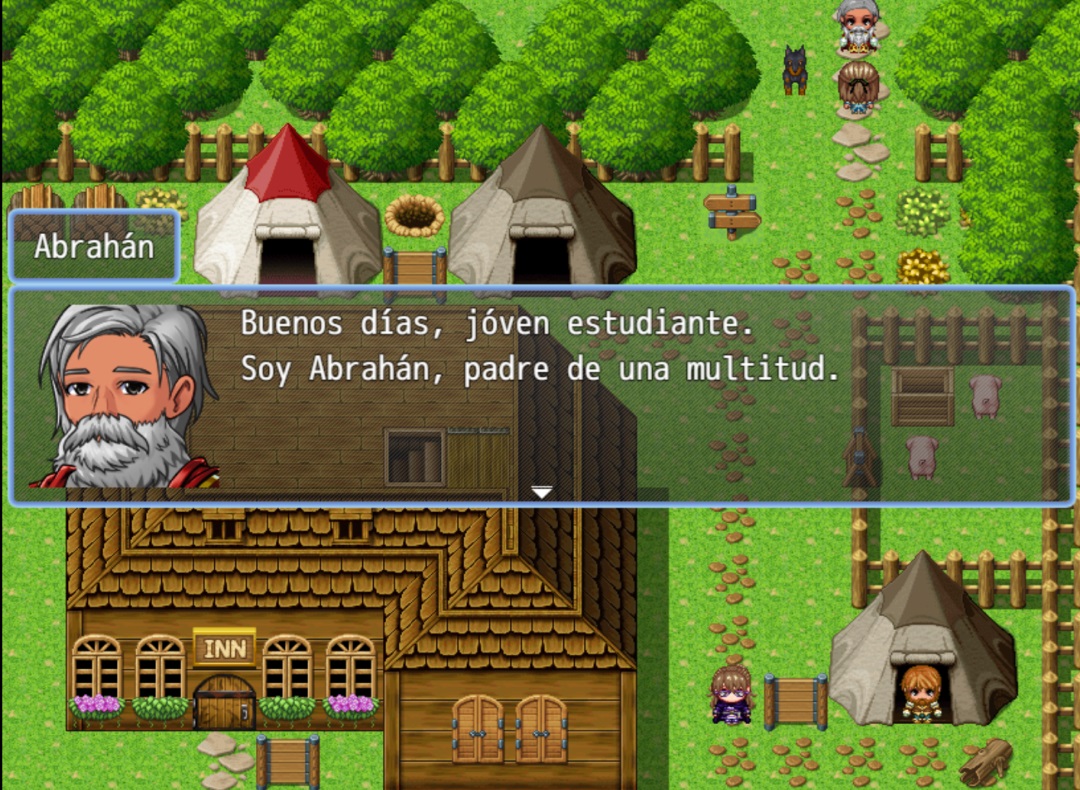 Abrahán
Buenos días, jóven estudiante.
Soy Abrahán, padre de una multitud.
INN